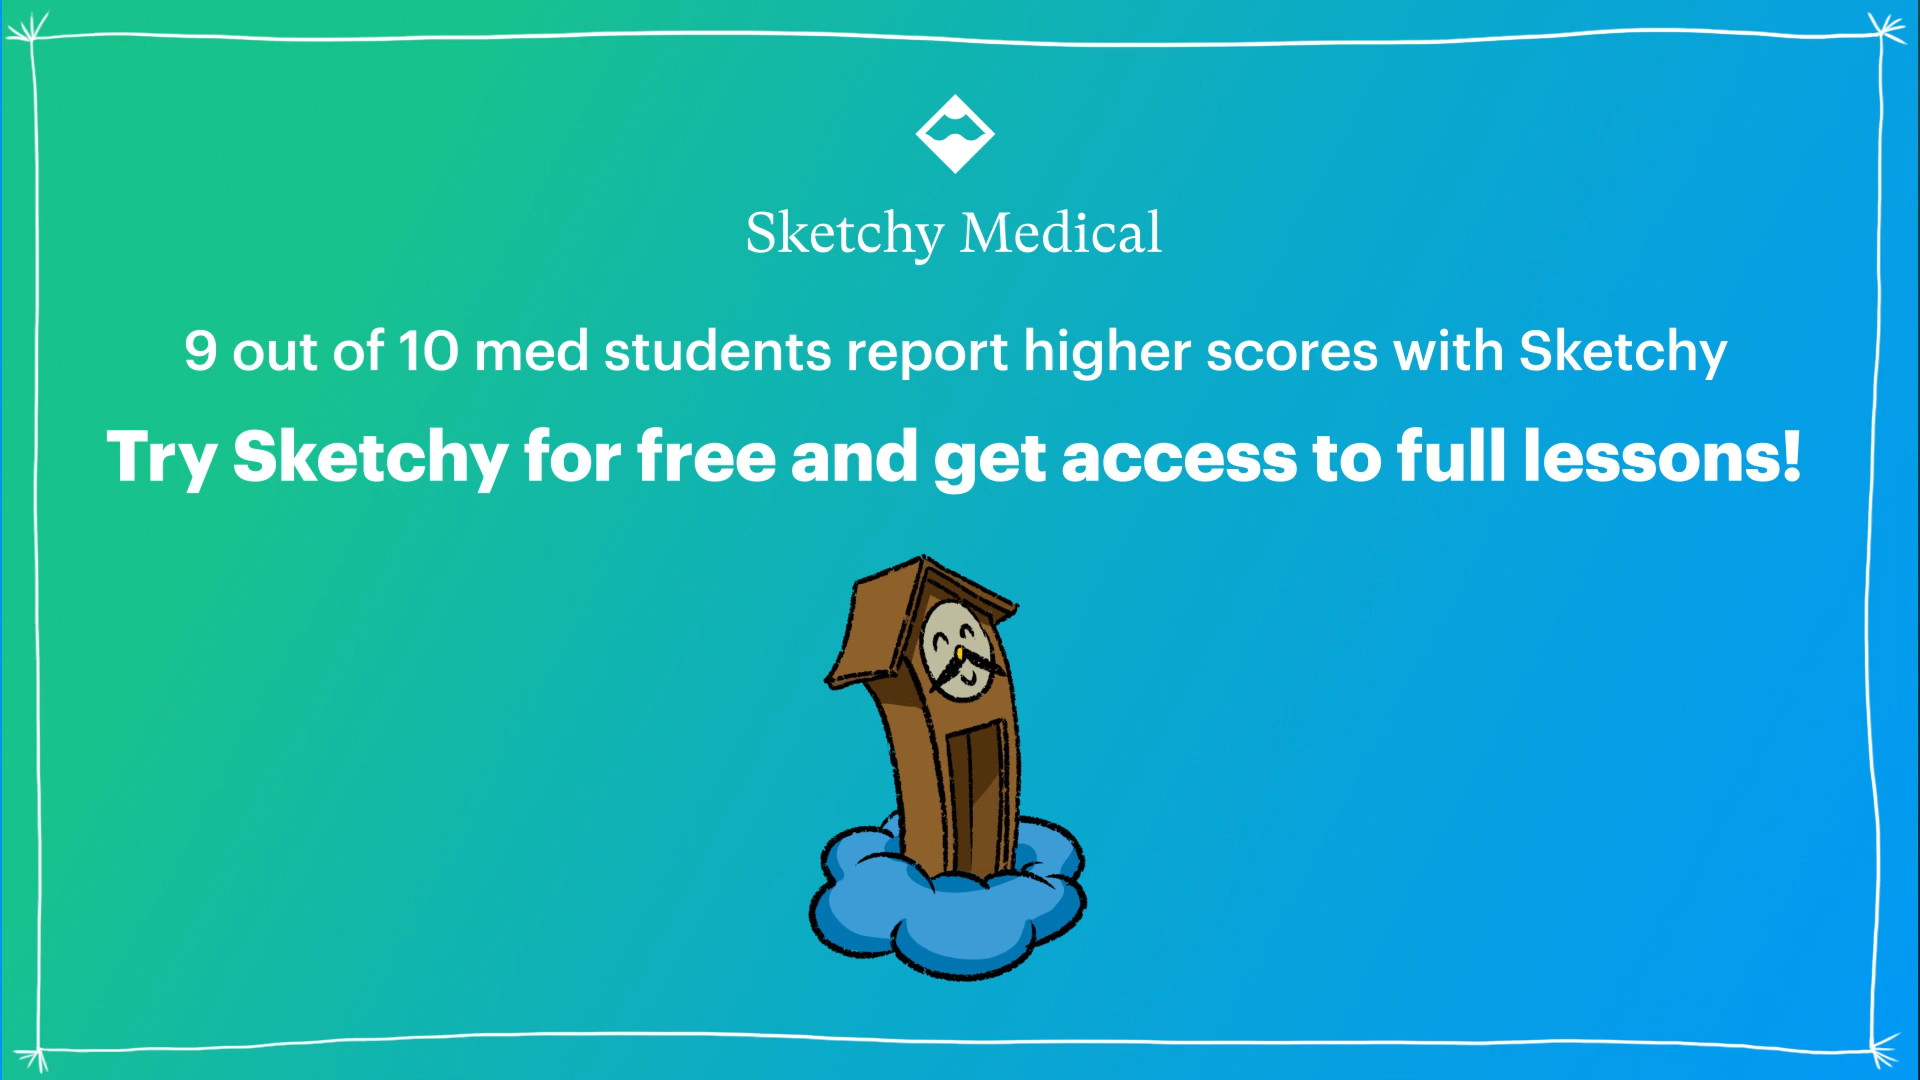 Sketchy Medical
9 out of 10 med students report higher scores with Sketchy
Try Sketchy for free and get access to full lessons!